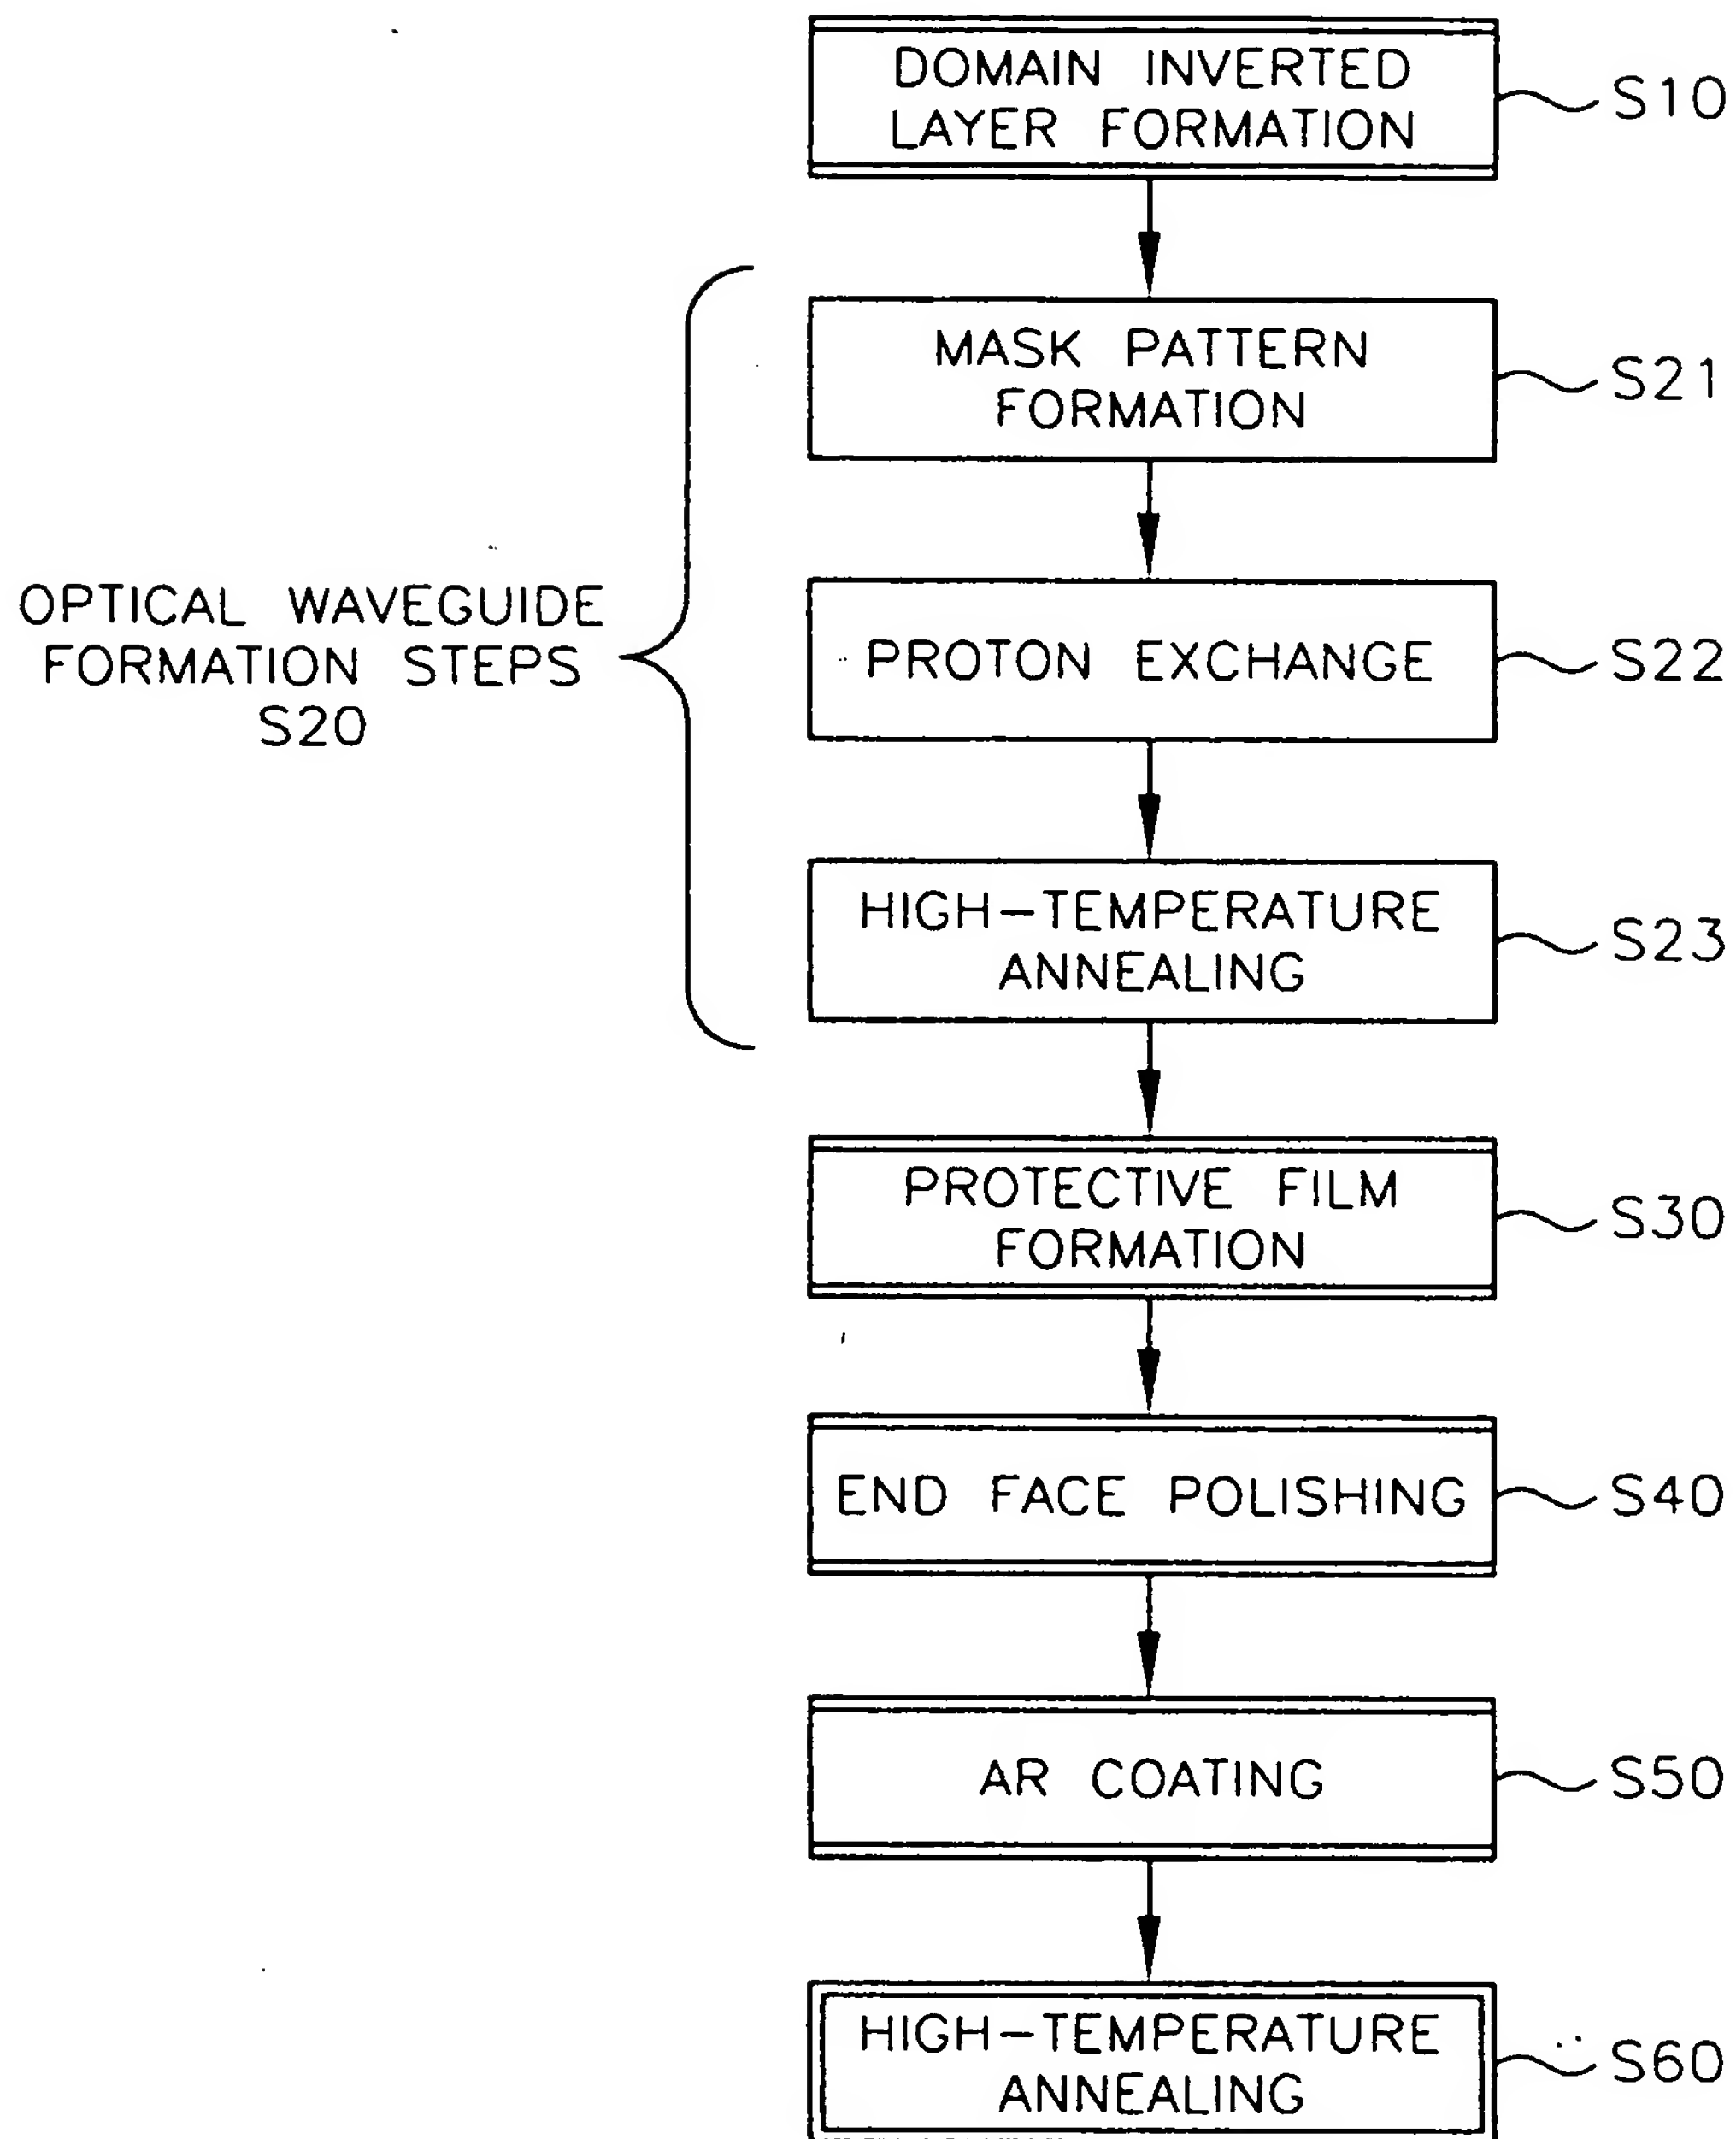 DOMAIN INVERTED
LAYER FORMATION
S10
MASK PATTERN
FORMATION
S21
OPTICAL WAVEGUIDE
FORMATION STEPS
S20
PROTON EXCHANGE
S22
HIGH-TEMPERATURE
ANNEALING
S23
PROTECTIVE FILM
FORMATION
S30
END FACE POLISHING
S40
AR COATING
S50
HIGH-TEMPERATURE
ANNEALING
S60